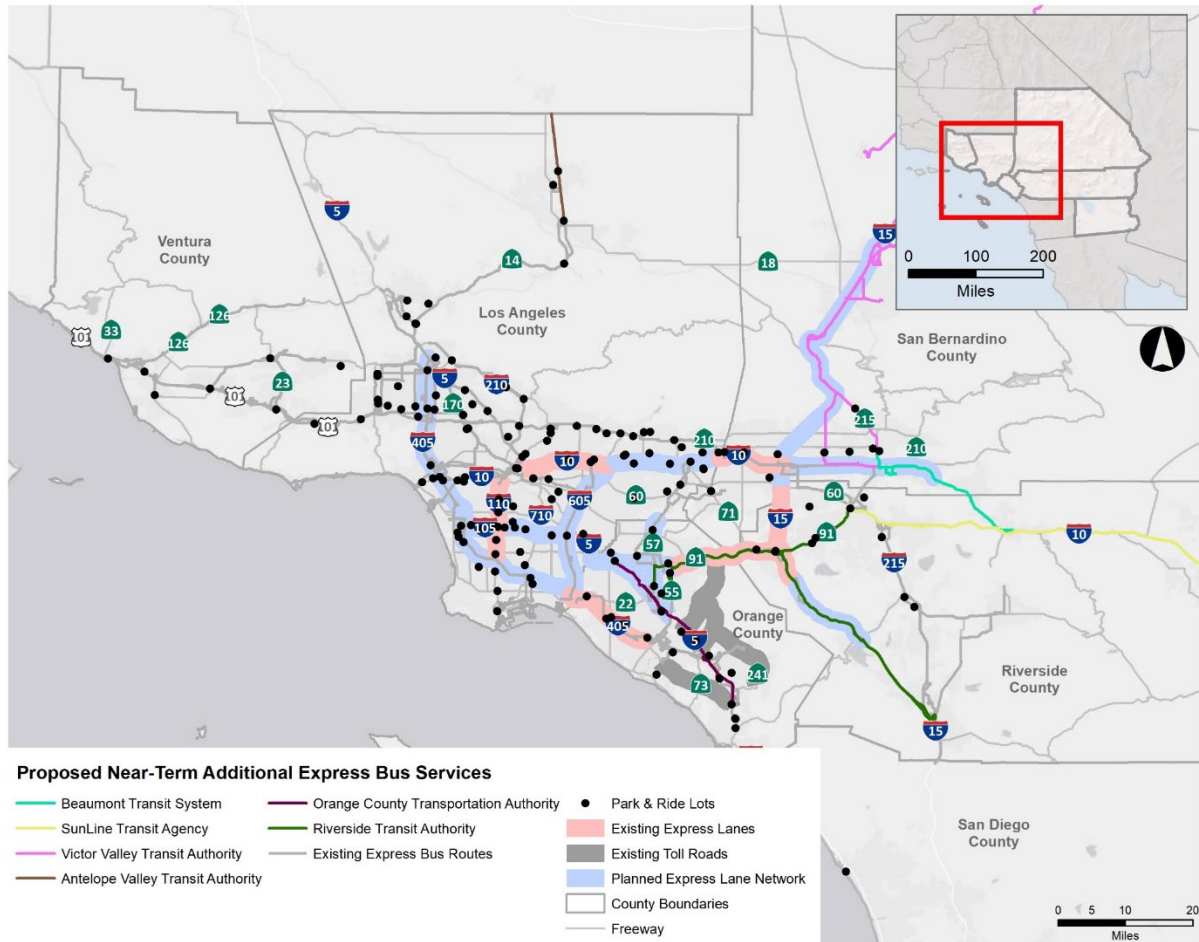 5
15
0 100 200
Miles
Ventura
County
14
18
Los Angeles
County
San Bernardino
County
33
126
126
101
23
101
101
5
210
170
405
215
210
210
10
10
10
60
60
605
110
710
71
105
15
91
5
57
91
10
215
55
22
405
Orange
County
5
241
73
Riverside
County
15
San Diego
County
Proposed Near-Term Additional Express Bus Services
Beaumont Transit System
SunLine Transit Agency
Victor Valley Transit Authority
Antelope Valley Transit Authority
Orange County Transportation Authority
Riverside Transit Authority
Existing Express Bus Routes
Park & Ride Lots
Existing Express Lanes
Existing Toll Roads
Planned Express Lane Network
County Boundaries
Freeway
0 5 10 20
Miles